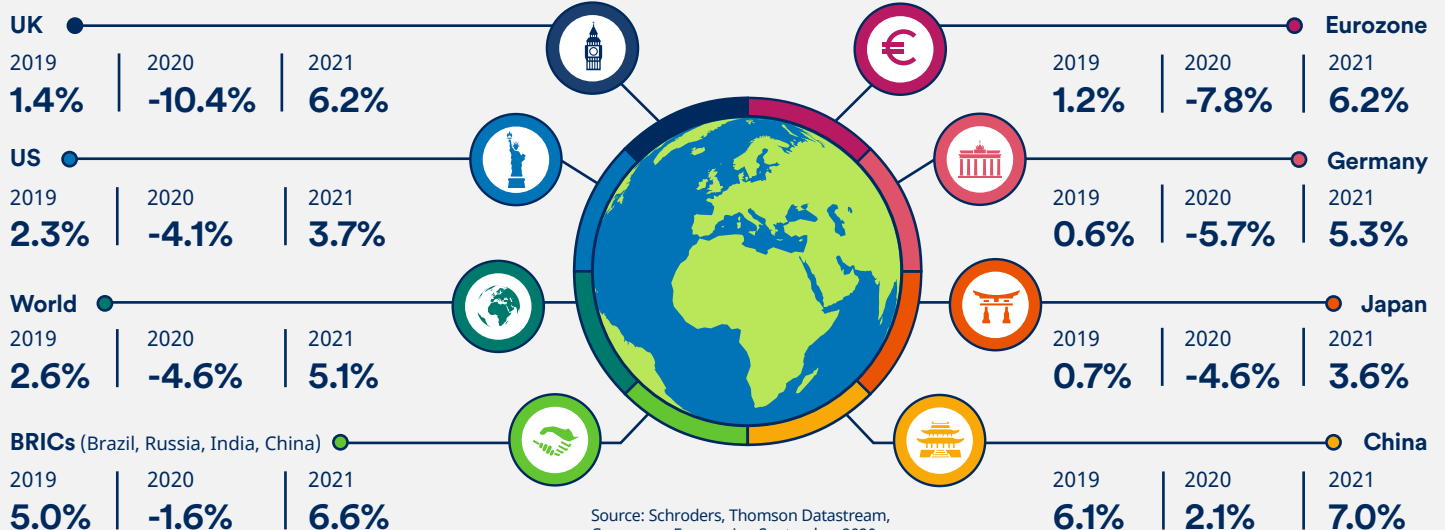 UK
2019 2020 2021
1.4% -10.4% 6.2%
US
2019 2020 2021
2.3% -4.1% 3.7%
World
2019 2020 2021
2.6% -4.6% 5.1%
BRICs (Brazil, Russia, India, China)
2019 2020 2021
5.0% -1.6% 6.6%
Eurozone
2019 2020 2021
1.2% -7.8% 6.2%
Germany
2019 2020 2021
0.6% -5.7% 5.3%
Japan
2019 2020 2021
0.7% -4.6% 3.6%
China
2019 2020 2021
6.1% 2.1% 7.0%
€
Source: Schroders, Thomson Datastream,